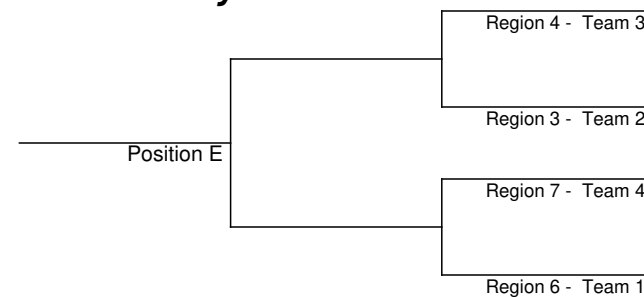 Region 4 - Team 3
Region 3 - Team 2
Position E
Region 7 - Team 4
Region 6 - Team 1